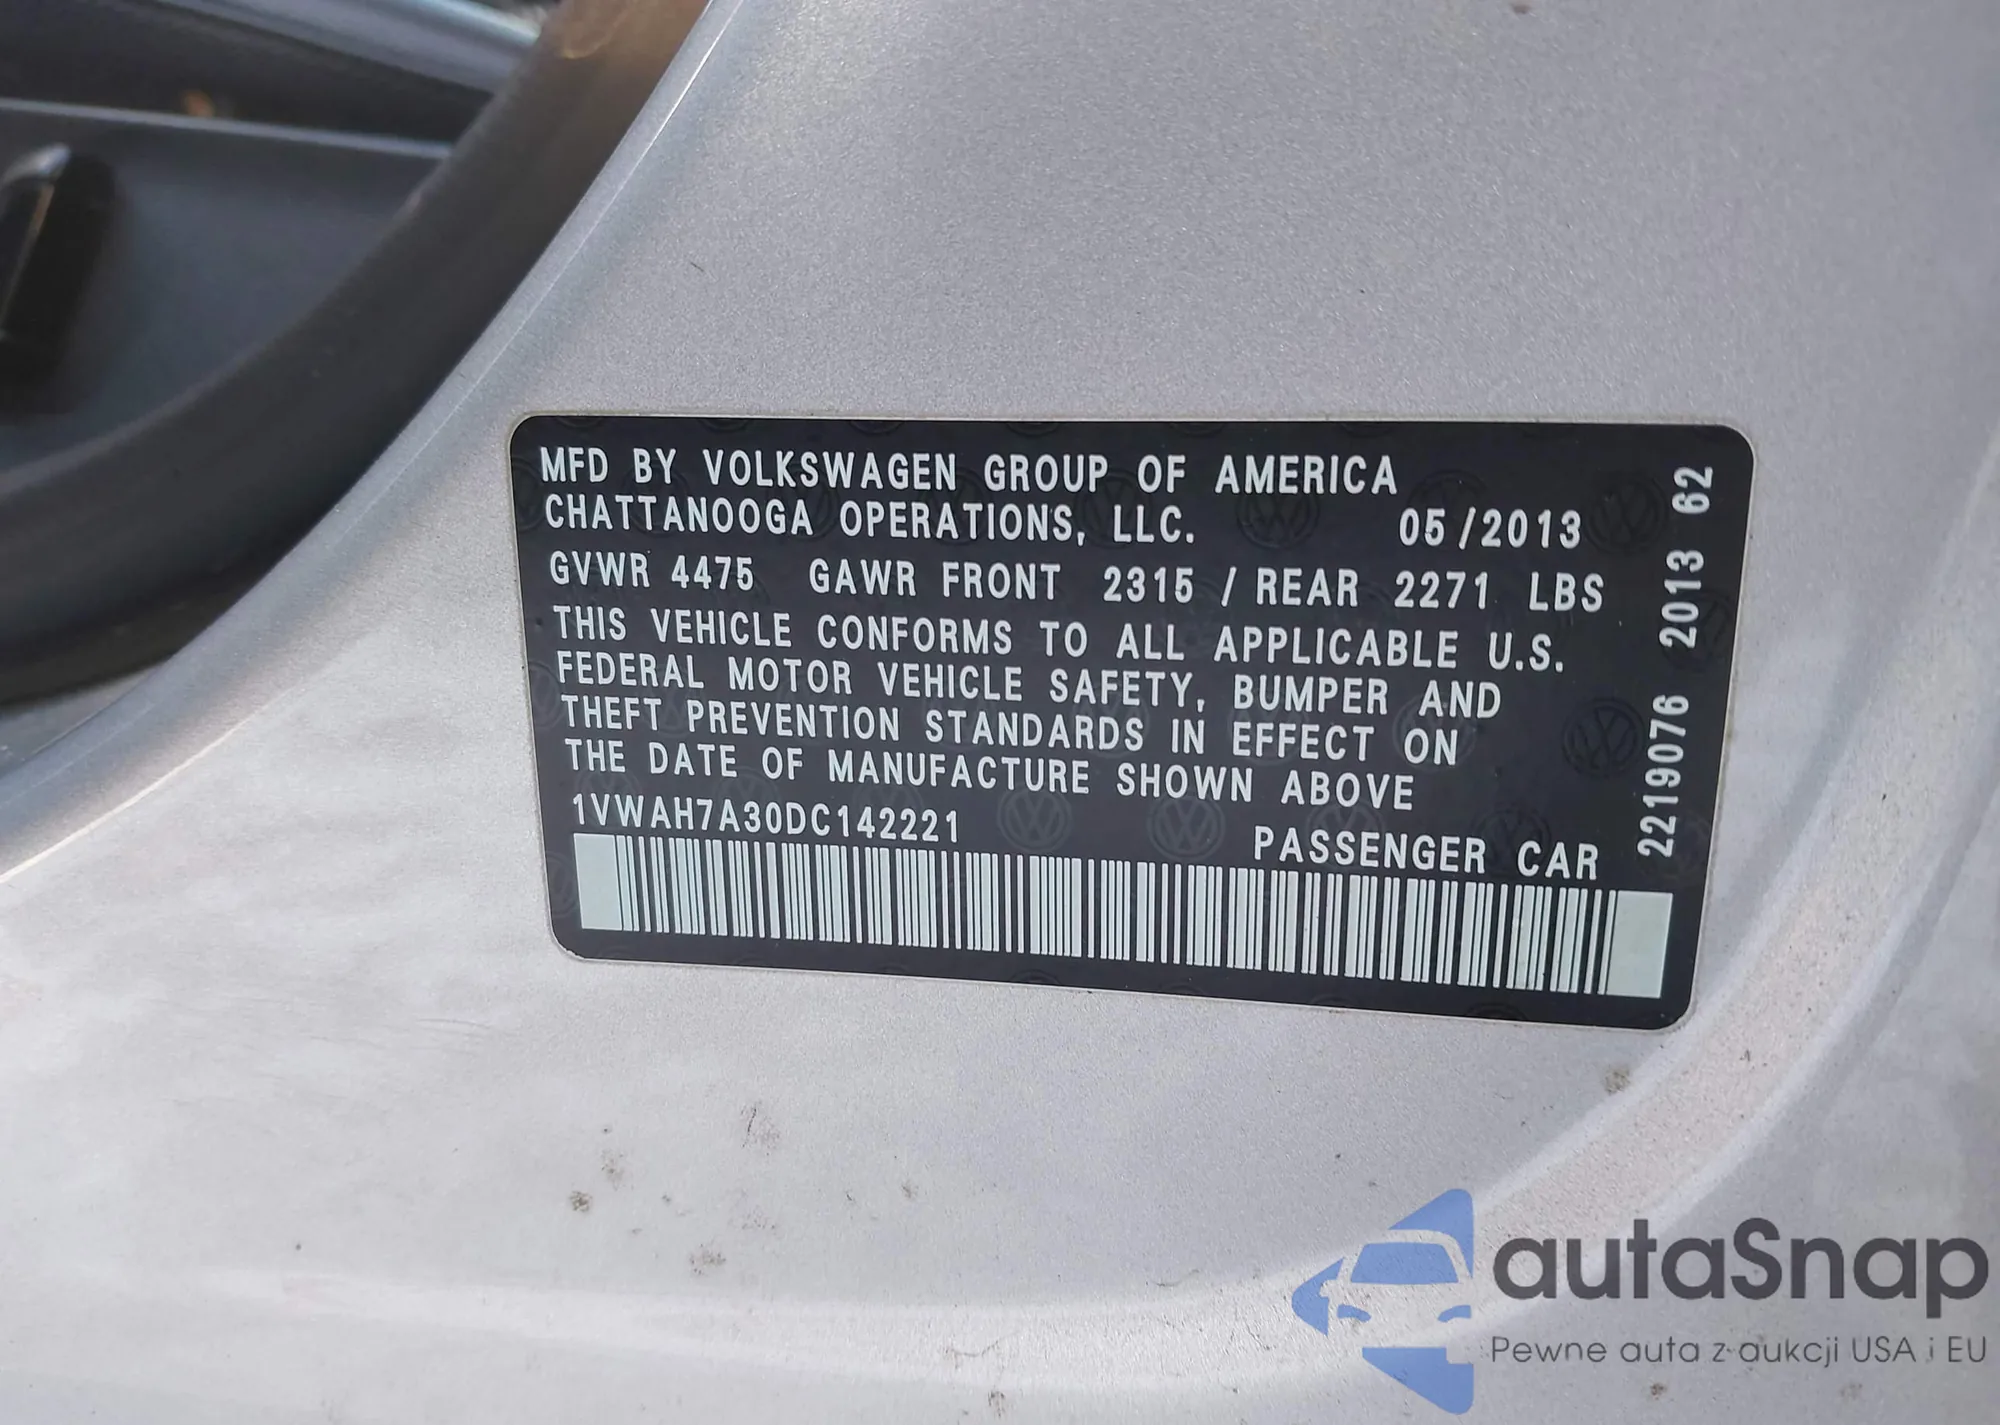 MFD BY VOLKSWAGEN GROUP OF AMERICA
CHATTANOOGA OPERATIONS, LLC. 05/2013
GVWR 4475 GAWR FRONT 2315 / REAR 2271 LBS
THIS VEHICLE CONFORMS TO ALL APPLICABLE U.S.
FEDERAL MOTOR VEHICLE SAFETY, BUMPER AND
THEFT PREVENTION STANDARDS IN EFFECT ON
THE DATE OF MANUFACTURE SHOWN ABOVE
1VWAH7A30DC142221 PASSENGER CAR
2219076 2013 62
autaSnap
Pewne auta z aukcji USA i EU